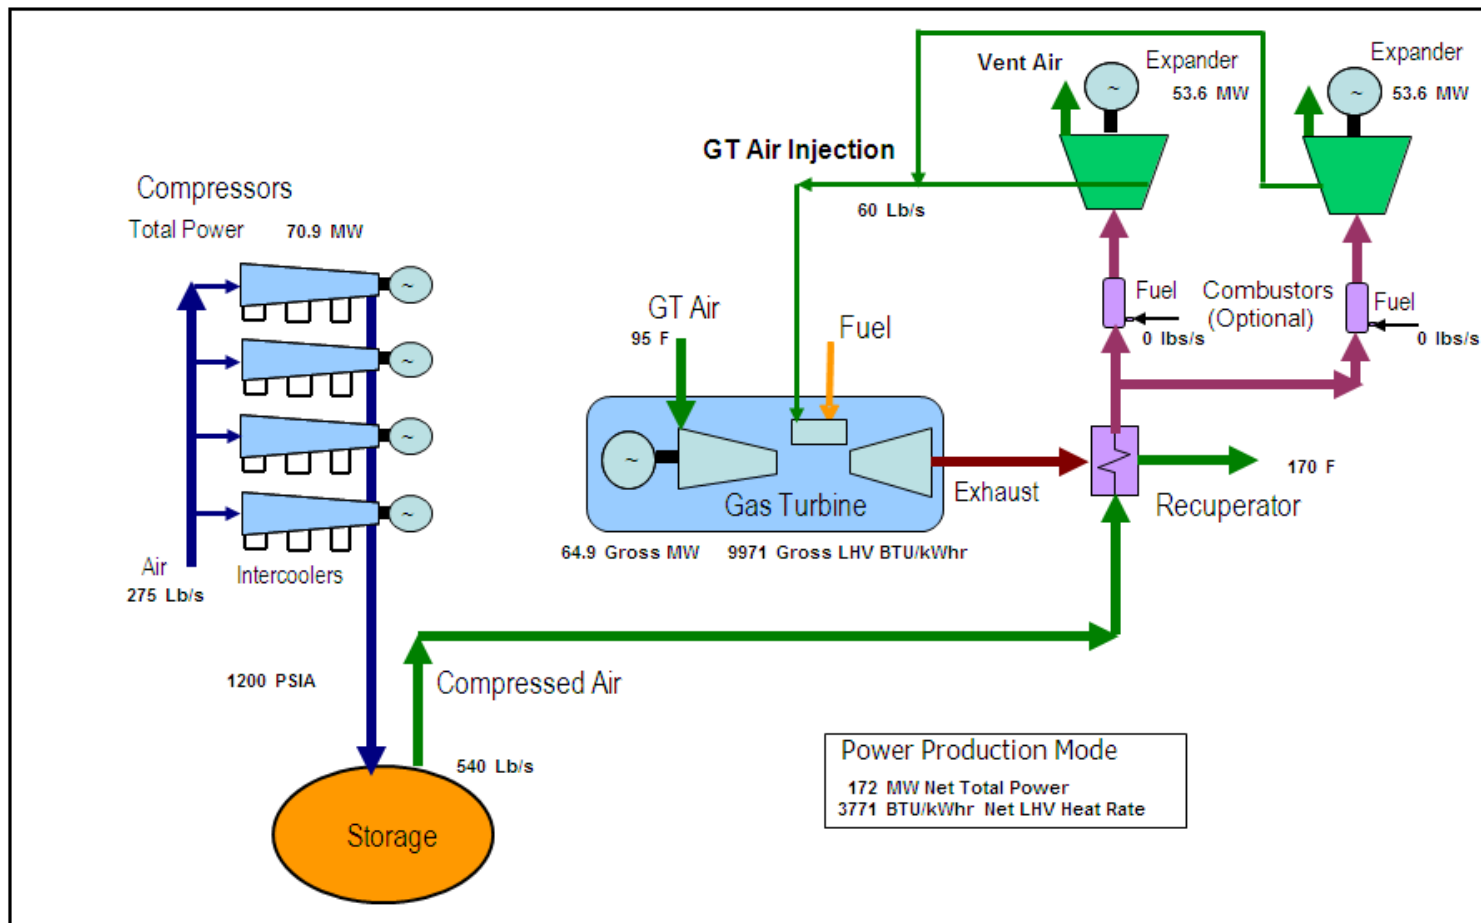 Expander
53.6 MW
Expander
53.6 MW
Vent Air
~
~
GT Air Injection
60 Lb/s
Compressors
Total Power 70.9 MW
~
~
~
~
Air
275 Lb/s
Intercoolers
GT Air
95 F
Fuel
Fuel
0 lbs/s
Combustors
(Optional)
Fuel
0 lbs/s
~
Gas Turbine
Exhaust
64.9 Gross MW 9971 Gross LHV BTU/kWhr
170 F
Recuperator
1200 PSIA
Compressed Air
540 Lb/s
Storage
Power Production Mode
172 MW Net Total Power
3771 BTU/kWhr Net LHV Heat Rate